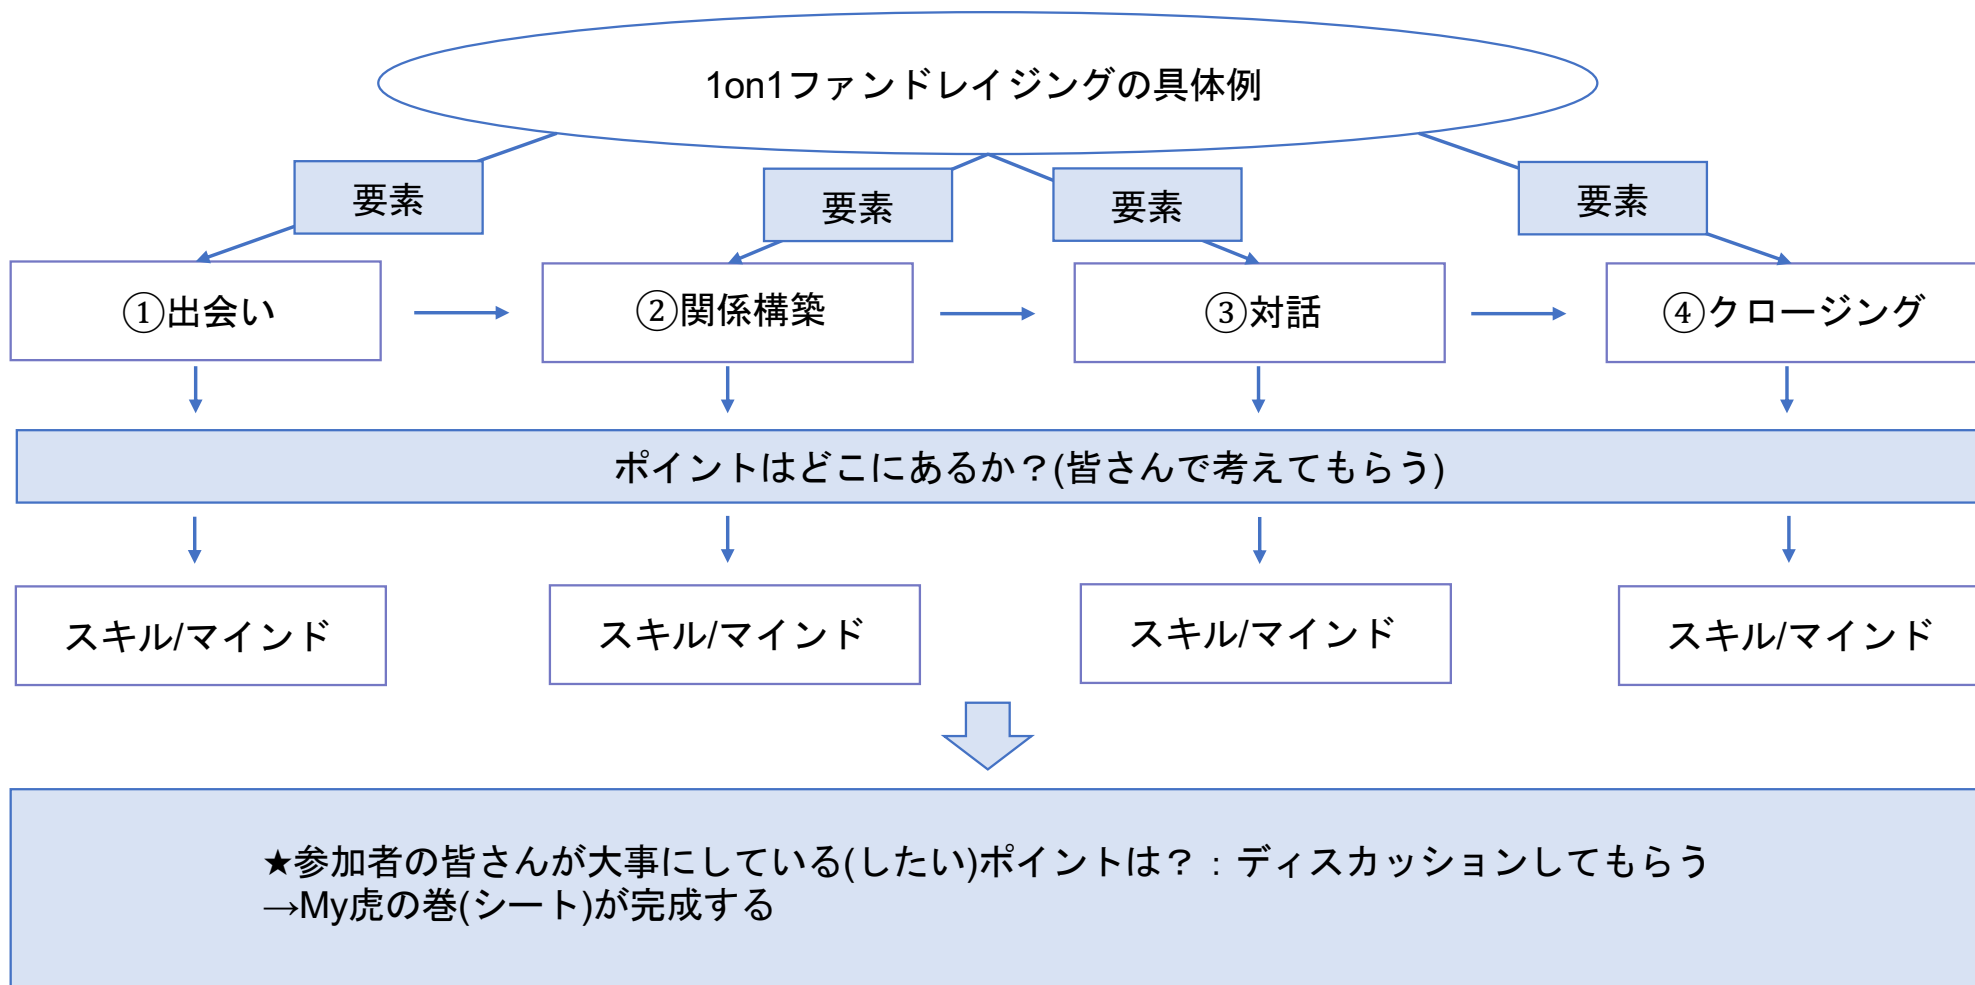 1on1ファンドレイジングの具体例
要素
要素
要素
要素
①出会い
②関係構築
③対話
④クロージング
ポイントはどこにあるか？(皆さんで考えてもらう)
スキル/マインド
スキル/マインド
スキル/マインド
スキル/マインド
★参加者の皆さんが大事にしている(したい)ポイントは？：ディスカッションしてもらう
→My虎の巻(シート)が完成する